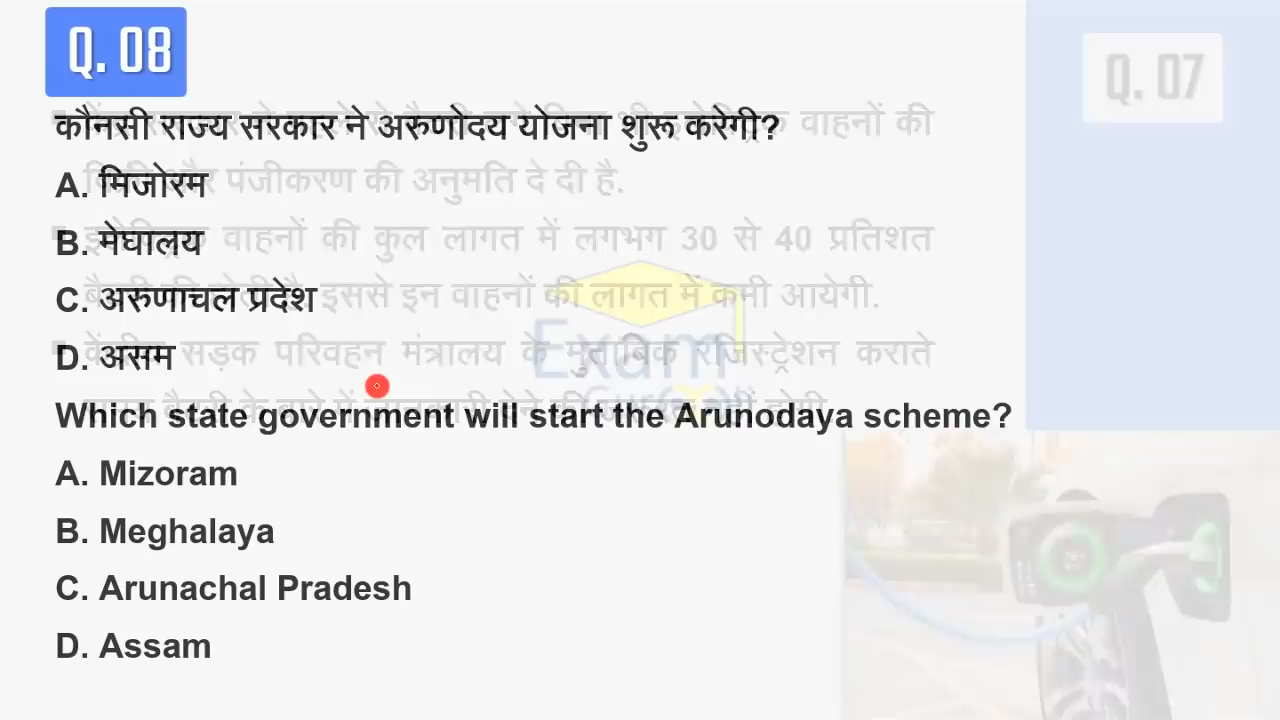 Q. 08
Q. 07
कौनसी राज्य सरकार ने अरुणोदय योजना शुरू करेगी?
वाहनों की
A. मिजोरम
पंजीकरण की अनुमति दे दी है.
B. मेघालय
वाहनों की कुल लागत में लगभग 30 से 40 प्रतिशत
C. अरुणाचल प्रदेश
इससे इन वाहनों की लागत में कमी आयेगी.
D. असम
सड़क परिवहन मंत्रालय के मुताबिक रजिस्ट्रेशन कराते
Exam
Which state government will start the Arunodaya scheme?
A. Mizoram
B. Meghalaya
C. Arunachal Pradesh
D. Assam